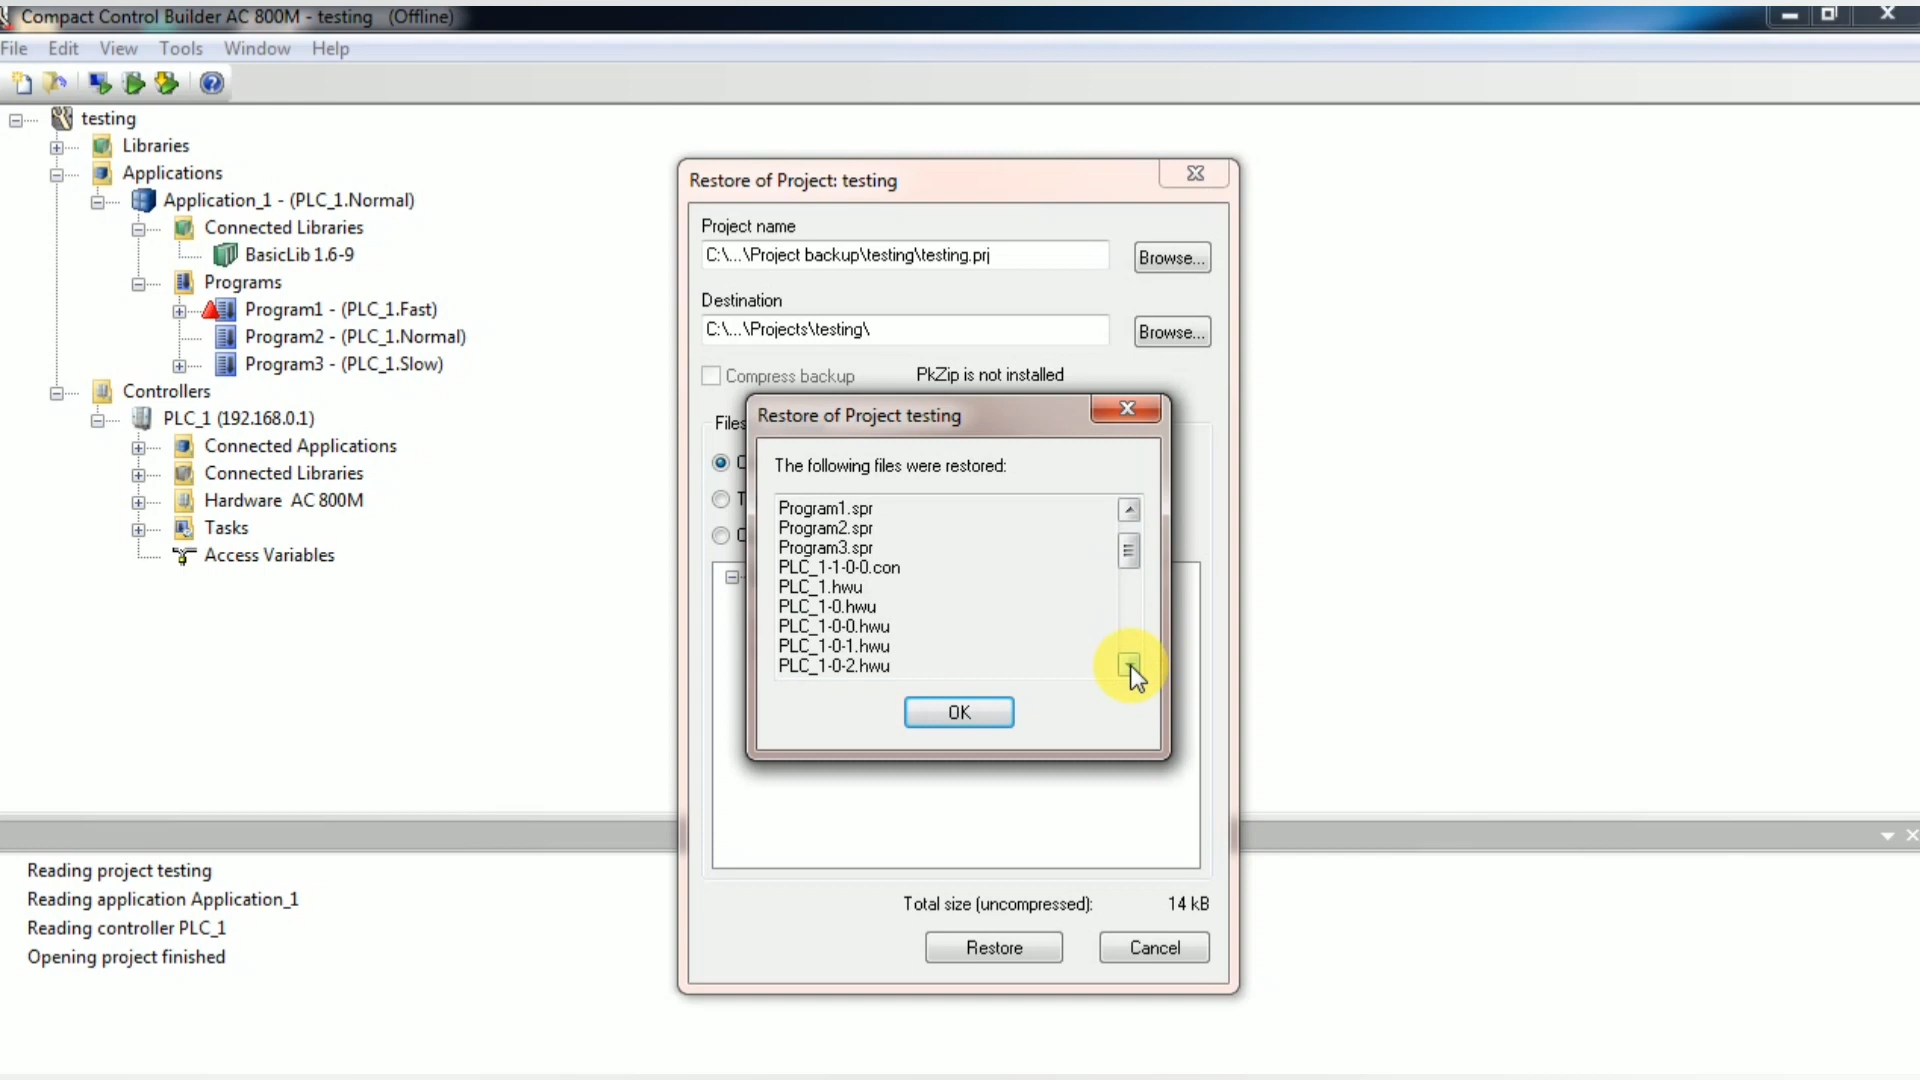 Compact Control Builder AC 800M - testing (Offline)
File Edit View Tools Window Help
testing
Libraries
Applications
Application_1 - (PLC_1.Normal)
Connected Libraries
BasicLib 1.6-9
Programs
Program1 - (PLC_1.Fast)
Program2 - (PLC_1.Normal)
Program3 - (PLC_1.Slow)
Controllers
PLC_1 (192.168.0.1)
Connected Applications
Connected Libraries
Hardware AC 800M
Tasks
Access Variables
Restore of Project: testing
Project name
C:\...\Project backup\testing\testing.prj
Browse...
Destination
C:\...\Projects\testing\
Browse...
Compress backup PkZip is not installed
Files
Restore of Project testing
The following files were restored:
Program1.spr
Program2.spr
Program3.spr
PLC_1-1-0-0.con
PLC_1.hwu
PLC_1-0.hwu
PLC_1-0-0.hwu
PLC_1-0-1.hwu
PLC_1-0-2.hwu
OK
Total size (uncompressed): 14 kB
Restore Cancel
Reading project testing
Reading application Application_1
Reading controller PLC_1
Opening project finished